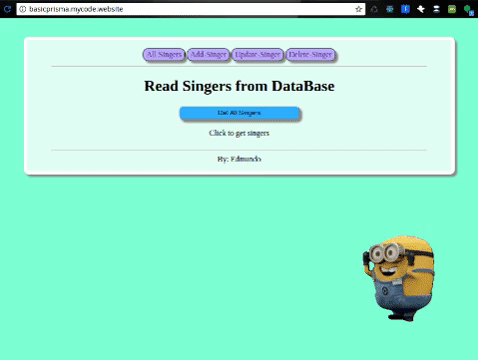 basicprisma.mycode.website
All Singers Add Singer Update Singer Delete Singer
Read Singers from DataBase
Get All Singers
Click to get singers
By: Edmundo